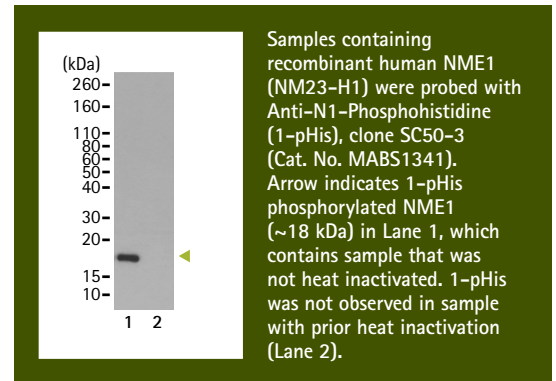 (kDa)
260-
160-
110-
80-
60-
50-
40-
30-
20-
15-
10-
1 2
Samples containing
recombinant human NME1
(NM23-H1) were probed with
Anti-N1-Phosphohistidine
(1-pHis), clone SC50-3
(Cat. No. MABS1341).
Arrow indicates 1-pHis
phosphorylated NME1
(~18 kDa) in Lane 1, which
contains sample that was
not heat inactivated. 1-pHis
was not observed in sample
with prior heat inactivation
(Lane 2).